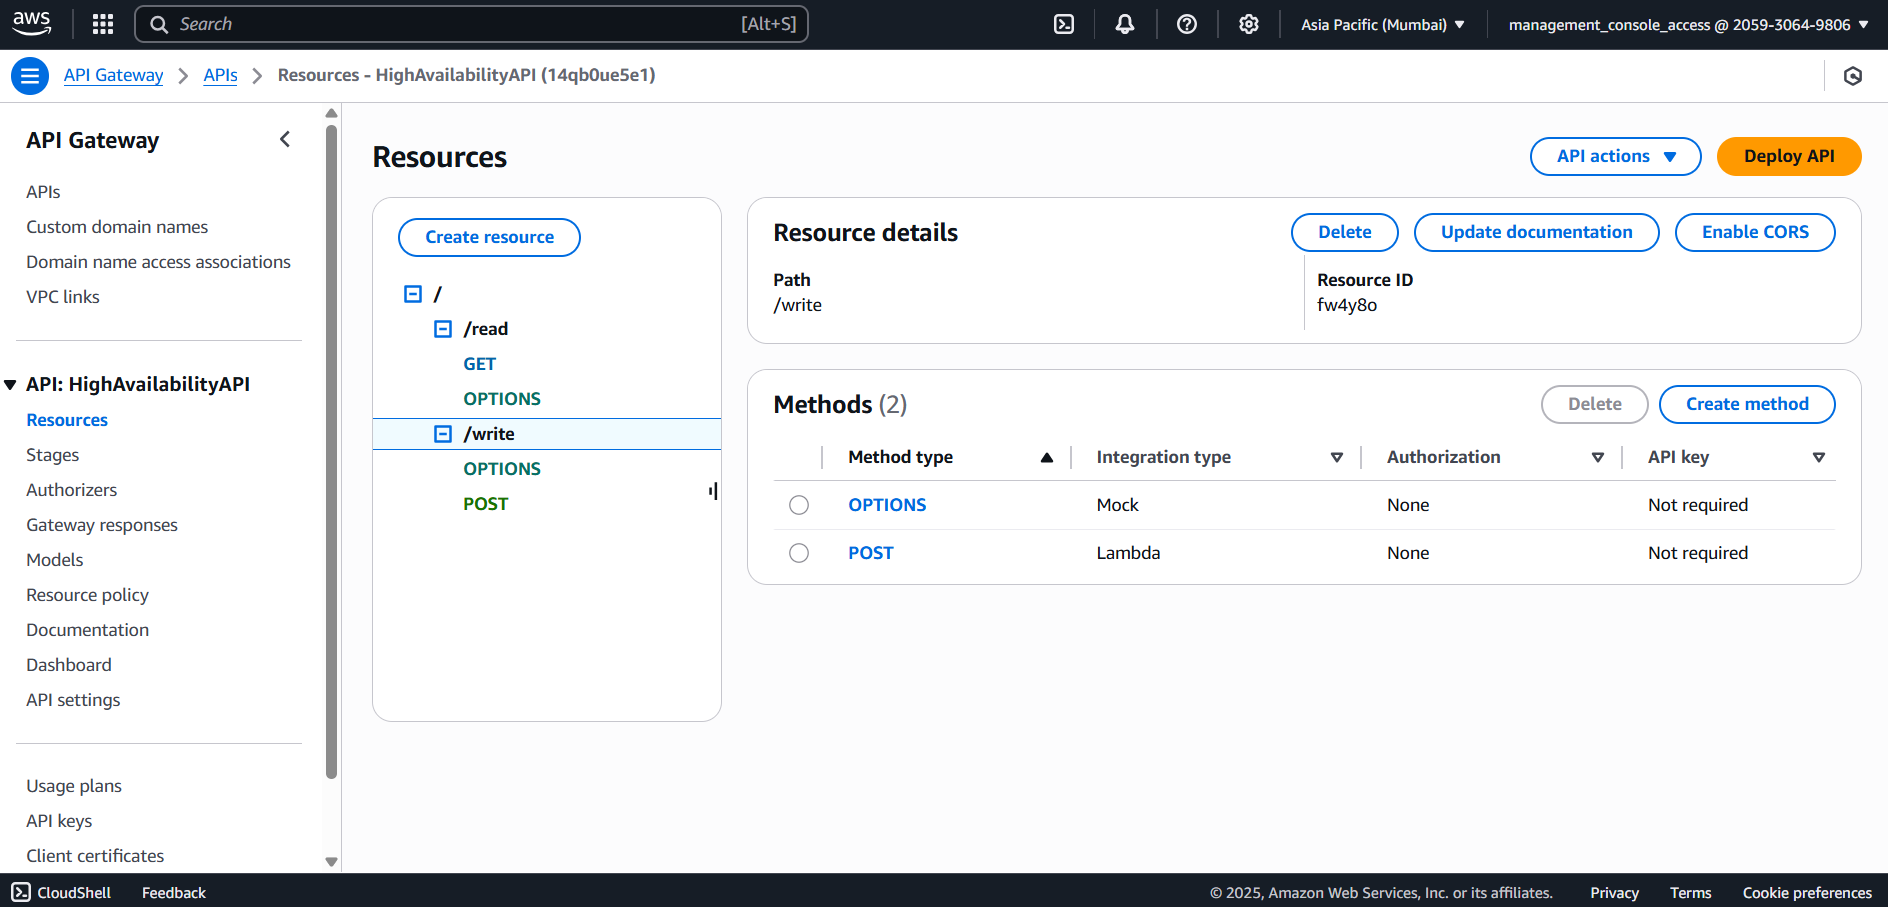 aws
Search [Alt+S]
Asia Pacific (Mumbai)
management_console_access @ 2059-3064-9806
API Gateway
APIs
Resources - HighAvailabilityAPI (14qb0ue5e1)
API Gateway
APIs
Custom domain names
Domain name access associations
VPC links
API: HighAvailabilityAPI
Resources
Stages
Authorizers
Gateway responses
Models
Resource policy
Documentation
Dashboard
API settings
Usage plans
API keys
Client certificates
Resources
API actions
Deploy API
Create resource
/
/read
GET
OPTIONS
/write
OPTIONS
POST
Resource details
Delete
Update documentation
Enable CORS
Path
/write
Resource ID
fw4y8o
Methods (2)
Delete
Create method
Method type Integration type Authorization API key
OPTIONS Mock None Not required
POST Lambda None Not required
CloudShell
Feedback
© 2025, Amazon Web Services, Inc. or its affiliates.
Privacy
Terms
Cookie preferences